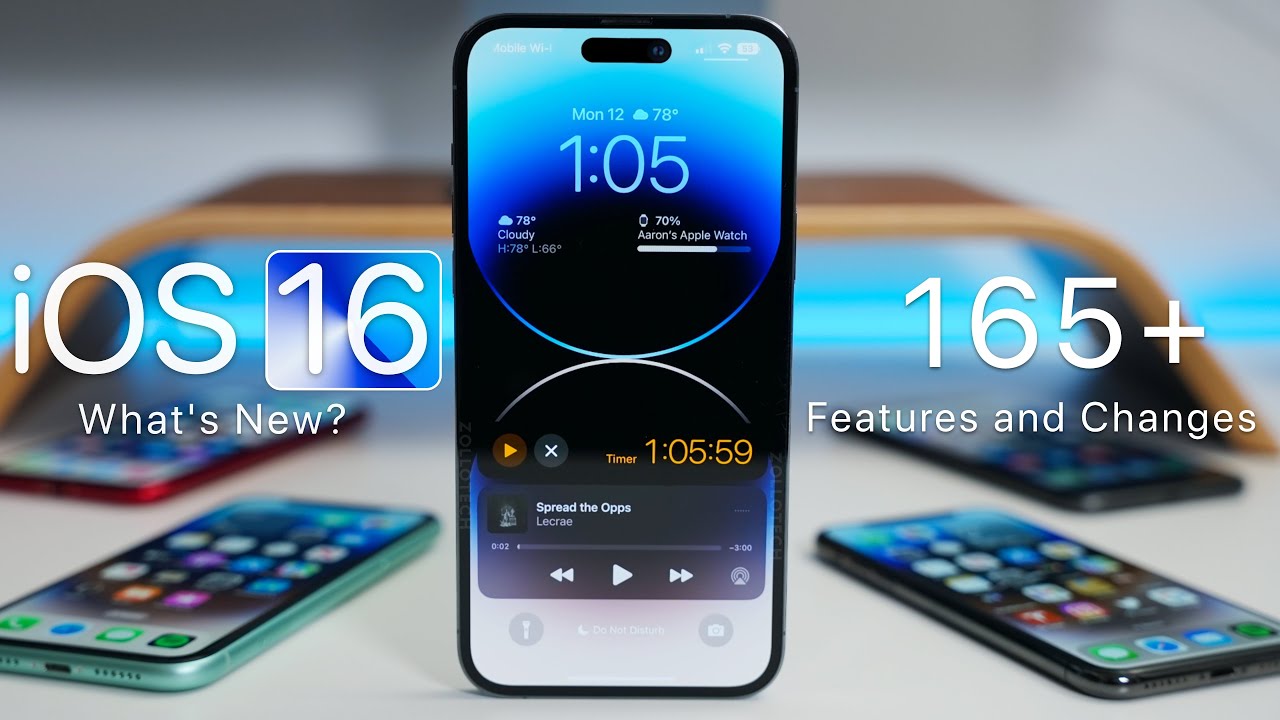 Mobile Wi-F
53
Mon 12 78°
1:05
78°
Cloudy
H:78° L:66°
70%
Aaron's Apple Watch
iOS 16
What's New?
165+
Features and Changes
Timer 1:05:59
ZOLLOTECH
ZOLLOTECH
Spread the Opps
Lecrae
0:02
-3:00
Do Not Disturb